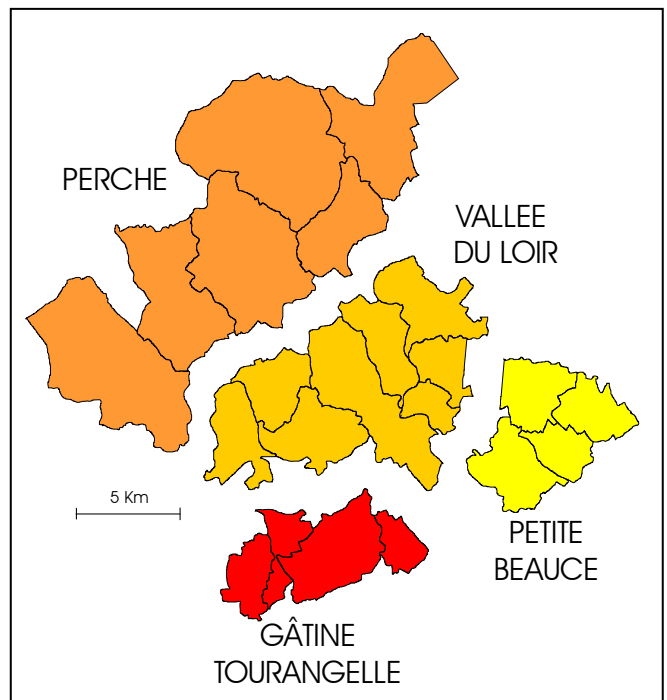 PERCHE
VALLEE
DU LOIR
5 Km
PETITE
BEAUCE
GÂTINE
TOURANGELLE